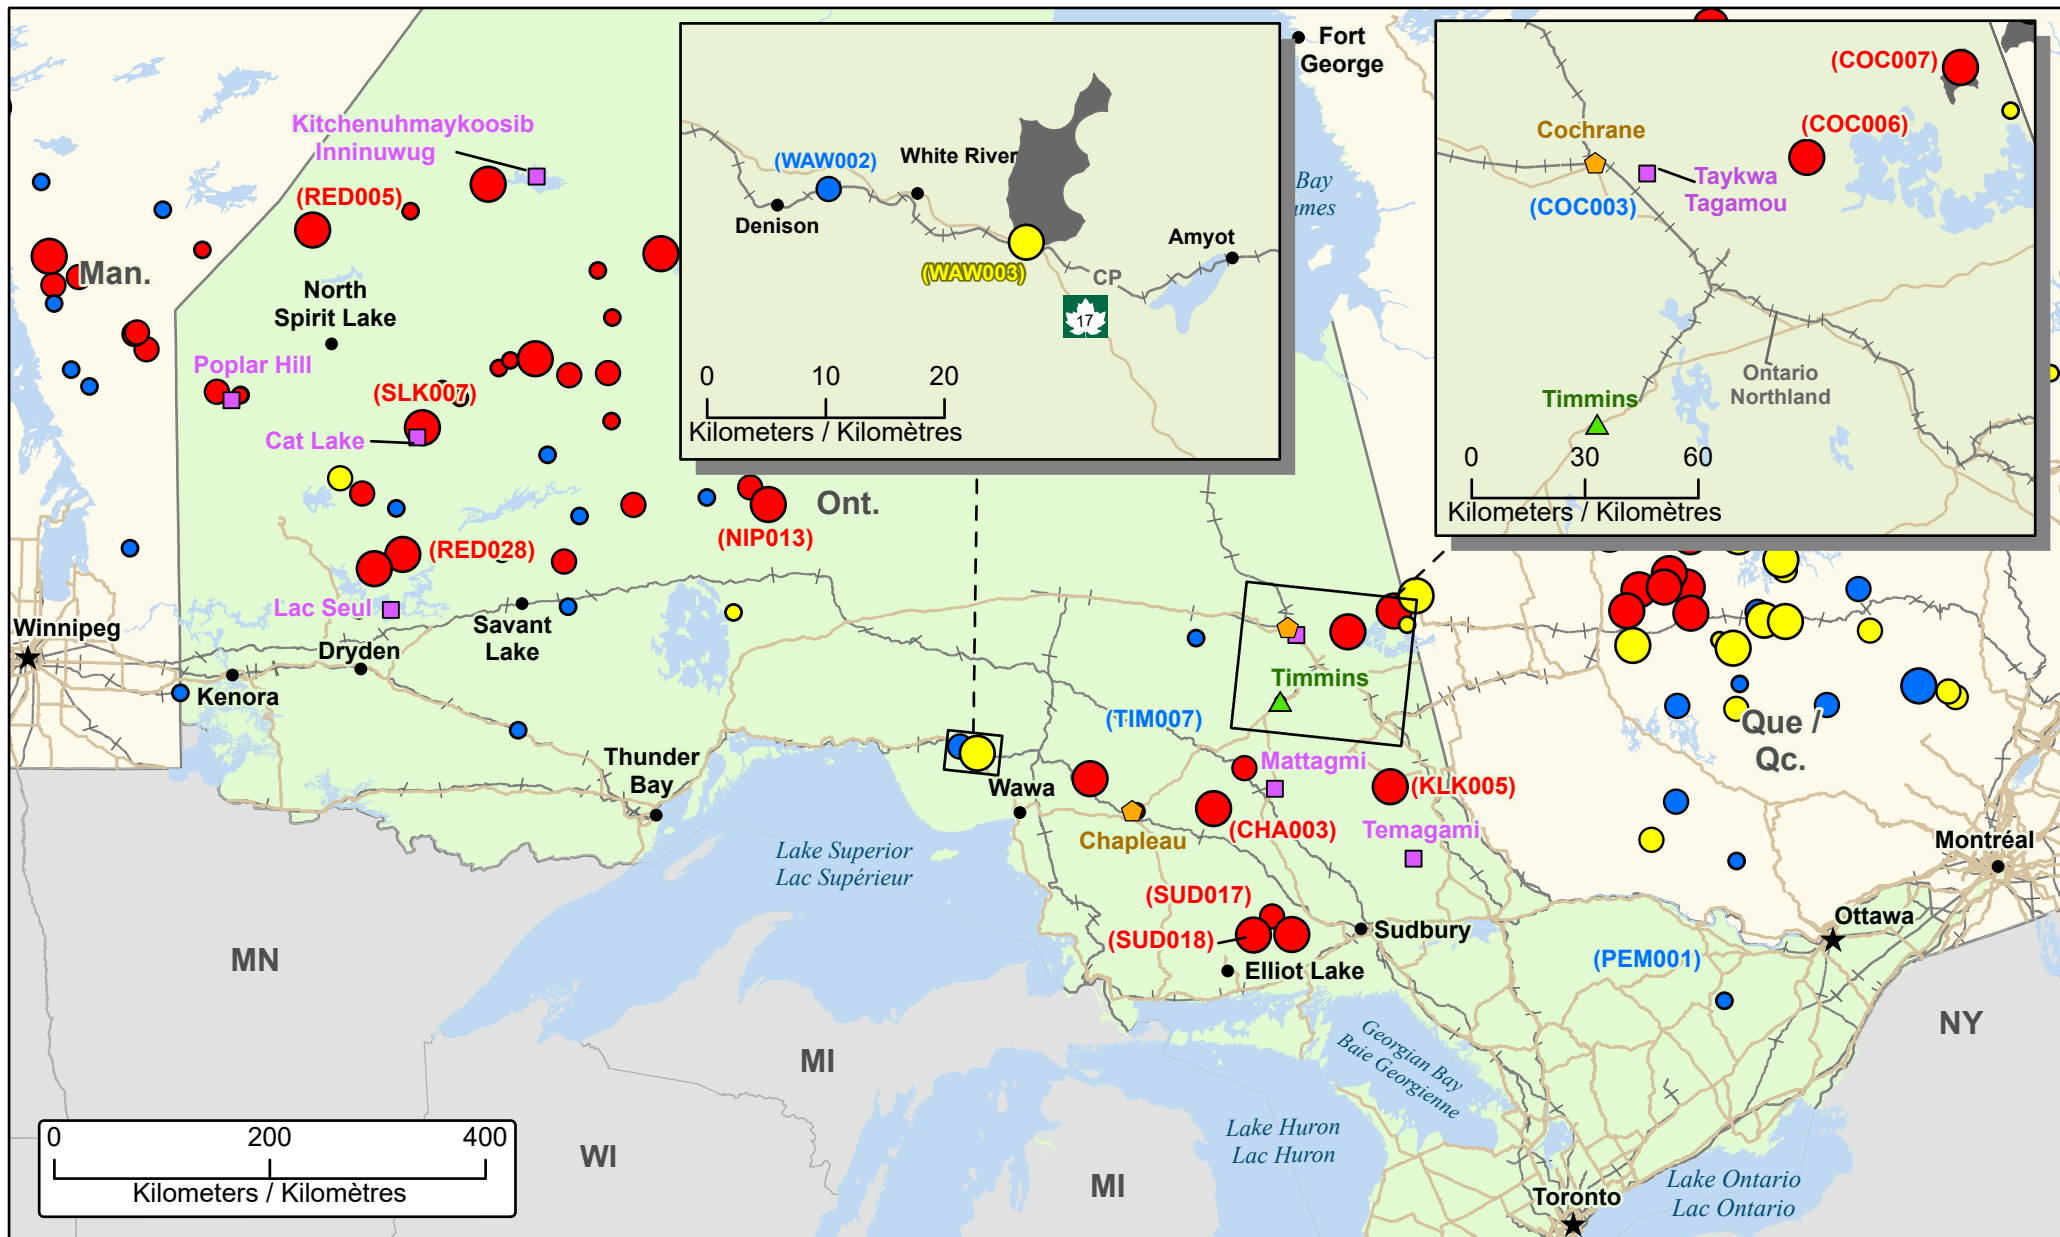 Fort
George
Kitchenuhmaykoosib
Inninuwug
(RED005)
Man.
North
Spirit Lake
Poplar Hill
(SLK007)
Cat Lake
(RED028)
Lac Seul
Winnipeg
Kenora
Dryden
Savant
Lake
Thunder
Bay
Ont.
(NIP013)
(WAW002)
White River
Denison
(WAW003)
Amyot
CP
17
0 10 20
Kilometers / Kilomètres
Bay
(COC007)
(COC006)
Cochrane
Taykwa
Tagamou
(COC003)
Ontario
Northland
Timmins
0 30 60
Kilometers / Kilomètres
Timmins
(TIM007)
Mattagmi
(KLK005)
Wawa
Chapleau
(CHA003)
Temagami
Que /
Qc.
Montréal
Ottawa
Lake Superior
Lac Supérieur
(SUD017)
(SUD018)
Sudbury
Elliot Lake
(PEM001)
MN
MI
WI
MI
NY
Georgian Bay
Baie Georgienne
Lake Huron
Lac Huron
Toronto
Lake Ontario
Lac Ontario
0 200 400
Kilometers / Kilomètres